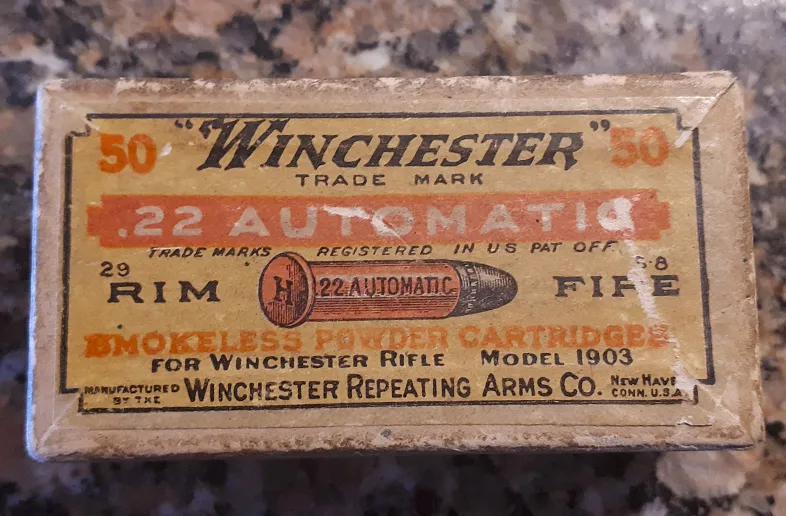 50 "WINCHESTER" 50
TRADE MARK
.22 AUTOMATIC
TRADE MARKS REGISTERED IN U.S. PAT. OFF.
29
RIM H .22 AUTOMATIC FIRE
SMOKELESS POWDER CARTRIDGES
FOR WINCHESTER RIFLE MODEL 1903
MANUFACTURED BY THE WINCHESTER REPEATING ARMS CO. NEW HAVEN CONN. U.S.A.